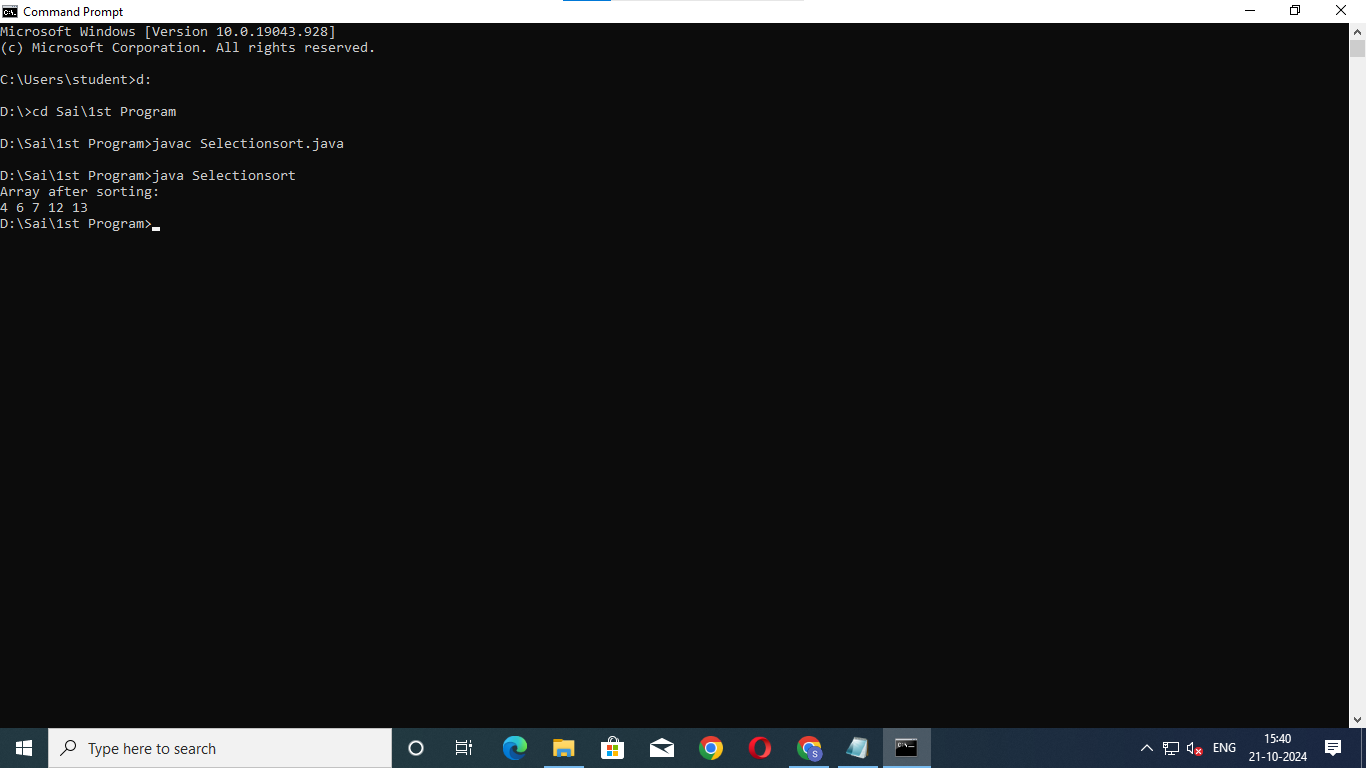 Command Prompt
Microsoft Windows [Version 10.0.19043.928]
(c) Microsoft Corporation. All rights reserved.
C:\Users\student>d:
D:\>cd Sai\1st Program
D:\Sai\1st Program>javac Selectionsort.java
D:\Sai\1st Program>java Selectionsort
Array after sorting:
4 6 7 12 13
D:\Sai\1st Program>
Type here to search
ENG
15:40
21-10-2024